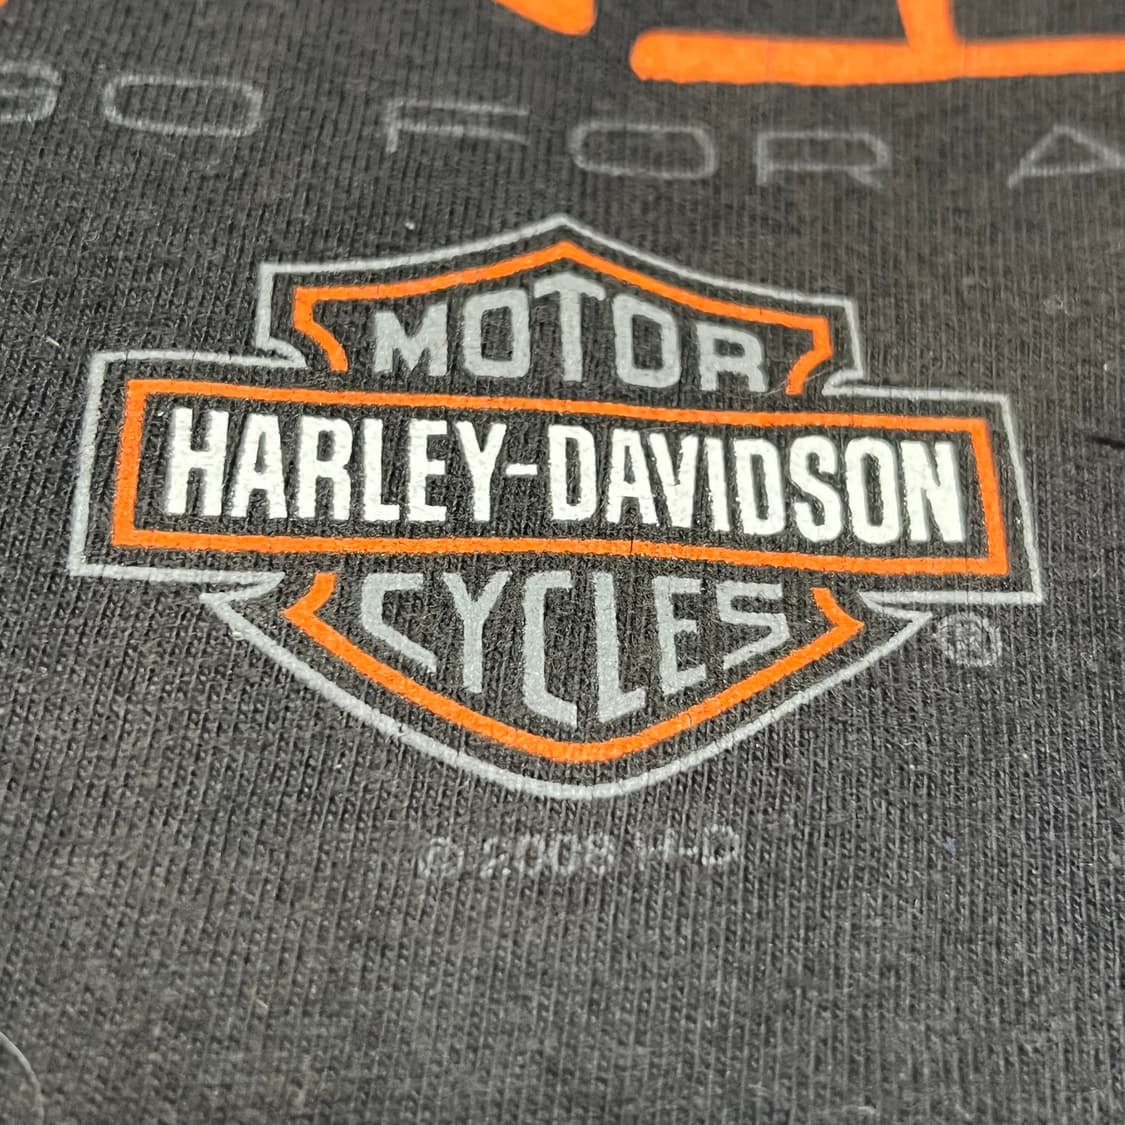 GO FOR A
MOTOR
HARLEY-DAVIDSON
CYCLES
®
© 2008 H-D